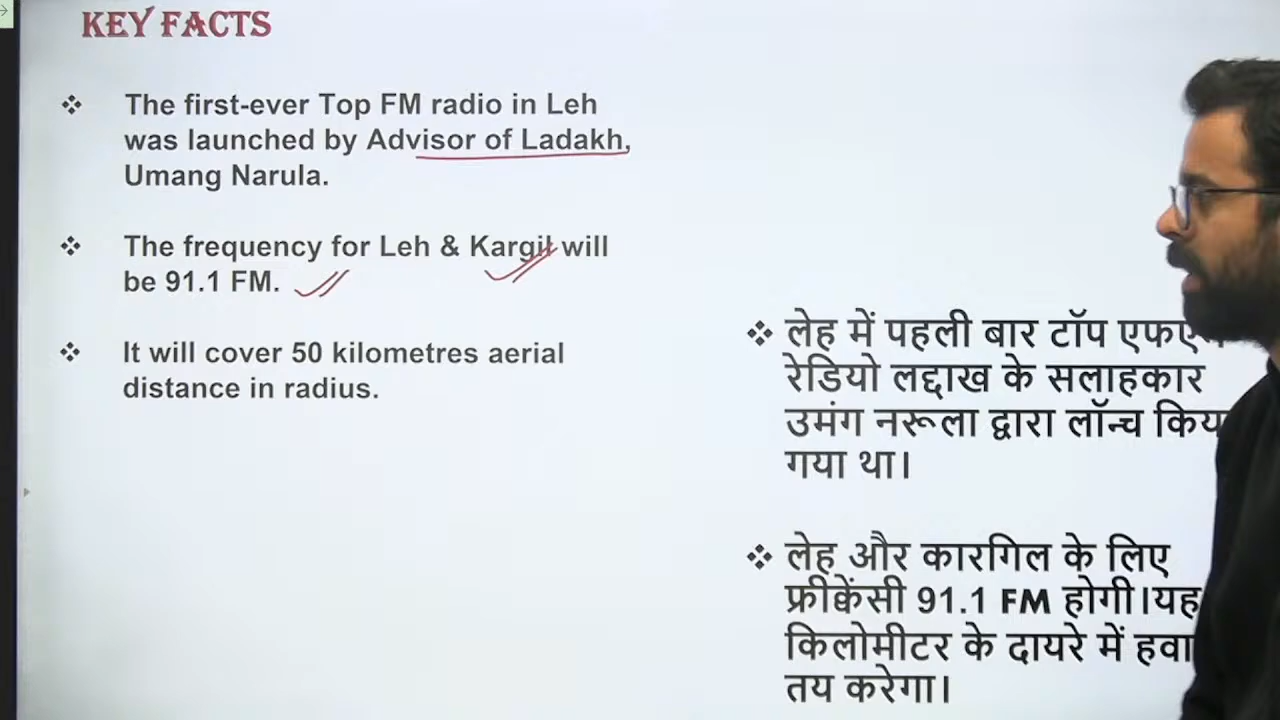 KEY FACTS
❖ The first-ever Top FM radio in Leh
was launched by Advisor of Ladakh,
Umang Narula.
❖ The frequency for Leh & Kargil will
be 91.1 FM.
❖ It will cover 50 kilometres aerial
distance in radius.
❖ लेह में पहली बार टॉप
रेडियो लद्दाख के सलाहकार
उमंग नरूला द्वारा लॉन्च
गया था।
❖ लेह और कारगिल के लिए
फ्रीक्वेंसी 91.1 FM होगी।यह
किलोमीटर के दायरे में हवा
तय करेगा।